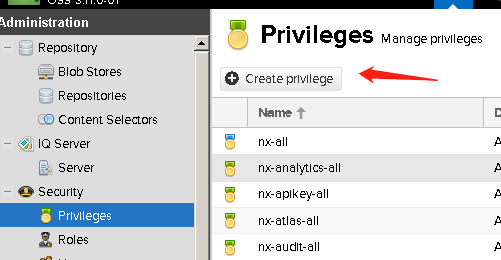 Administration
Repository
Blob Stores
Repositories
Content Selectors
IQ Server
Server
Security
Privileges
Roles
Privileges Manage privileges
Create privilege
Name
nx-all
nx-analytics-all
nx-apikey-all
nx-atlas-all
nx-audit-all